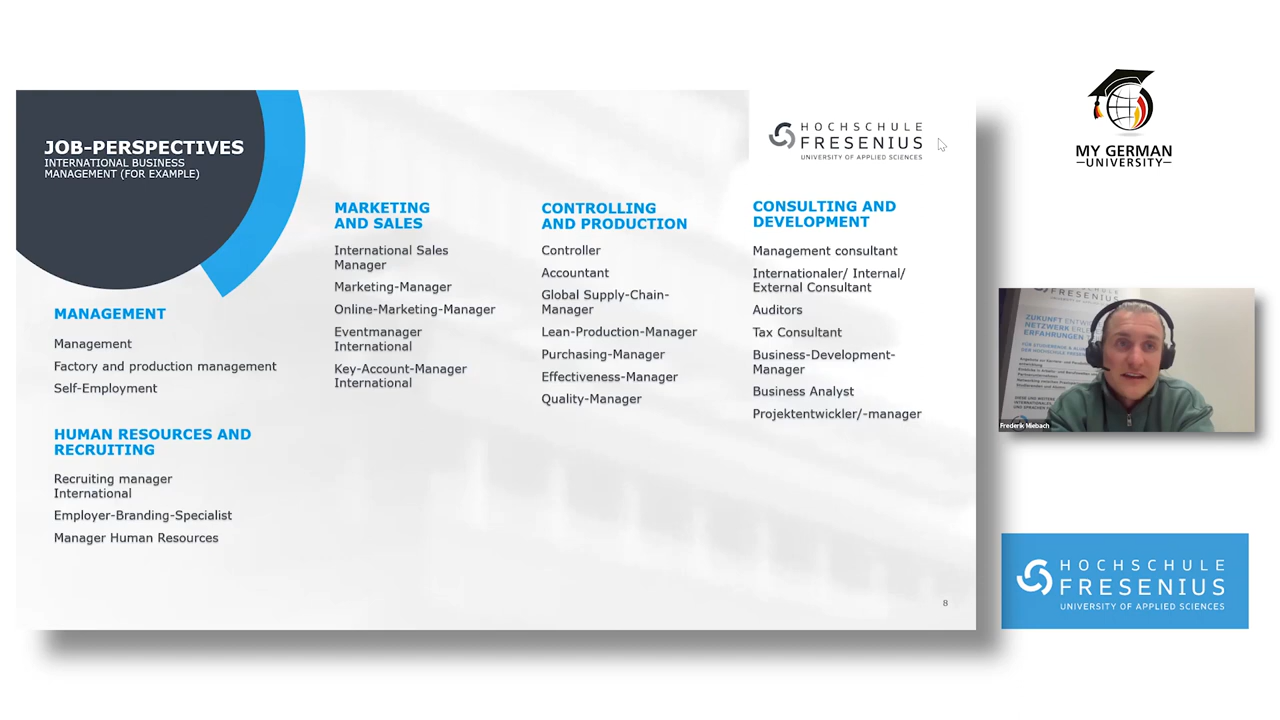 JOB-PERSPECTIVES
INTERNATIONAL BUSINESS
MANAGEMENT (FOR EXAMPLE)
MANAGEMENT
Management
Factory and production management
Self-Employment
HUMAN RESOURCES AND
RECRUITING
Recruiting manager
International
Employer-Branding-Specialist
Manager Human Resources
MARKETING
AND SALES
International Sales
Manager
Marketing-Manager
Online-Marketing-Manager
Eventmanager
International
Key-Account-Manager
International
CONTROLLING
AND PRODUCTION
Controller
Accountant
Global Supply-Chain-
Manager
Lean-Production-Manager
Purchasing-Manager
Effectiveness-Manager
Quality-Manager
HOCHSCHULE
FRESENIUS
UNIVERSITY OF APPLIED SCIENCES
CONSULTING AND
DEVELOPMENT
Management consultant
Internationaler/ Internal/
External Consultant
Auditors
Tax Consultant
Business-Development-
Manager
Business Analyst
Projektentwickler/-manager
8
MY GERMAN
UNIVERSITY
FRESENIUS
ZUKUNFT
NETZWERK
ERFAHRUNGEN
Frederik Miebach
HOCHSCHULE
FRESENIUS
UNIVERSITY OF APPLIED SCIENCES